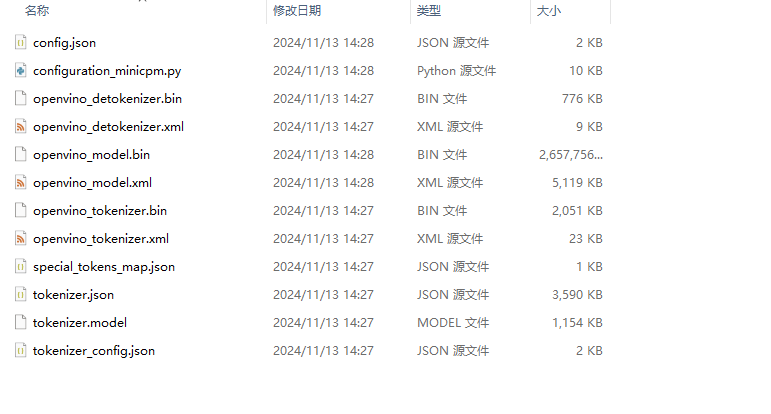 名称 修改日期 类型 大小
config.json 2024/11/13 14:28 JSON 源文件 2 KB
configuration_minicpm.py 2024/11/13 14:28 Python 源文件 10 KB
openvino_detokenizer.bin 2024/11/13 14:27 BIN 文件 776 KB
openvino_detokenizer.xml 2024/11/13 14:27 XML 源文件 9 KB
openvino_model.bin 2024/11/13 14:28 BIN 文件 2,657,756...
openvino_model.xml 2024/11/13 14:28 XML 源文件 5,119 KB
openvino_tokenizer.bin 2024/11/13 14:27 BIN 文件 2,051 KB
openvino_tokenizer.xml 2024/11/13 14:27 XML 源文件 23 KB
special_tokens_map.json 2024/11/13 14:27 JSON 源文件 1 KB
tokenizer.json 2024/11/13 14:27 JSON 源文件 3,590 KB
tokenizer.model 2024/11/13 14:27 MODEL 文件 1,154 KB
tokenizer_config.json 2024/11/13 14:27 JSON 源文件 2 KB